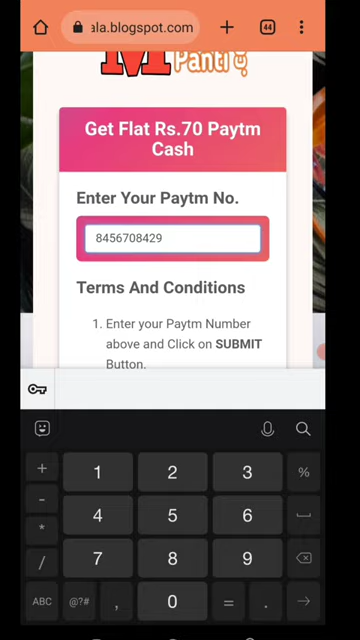 ala.blogspot.com
44
Get Flat Rs.70 Paytm
Cash
Enter Your Paytm No.
8456708429
Terms And Conditions
1. Enter your Paytm Number
above and Click on SUBMIT
Button.
+ 1 2 3 %
- 4 5 6
* 7 8 9
/ ABC @?# , 0 = .